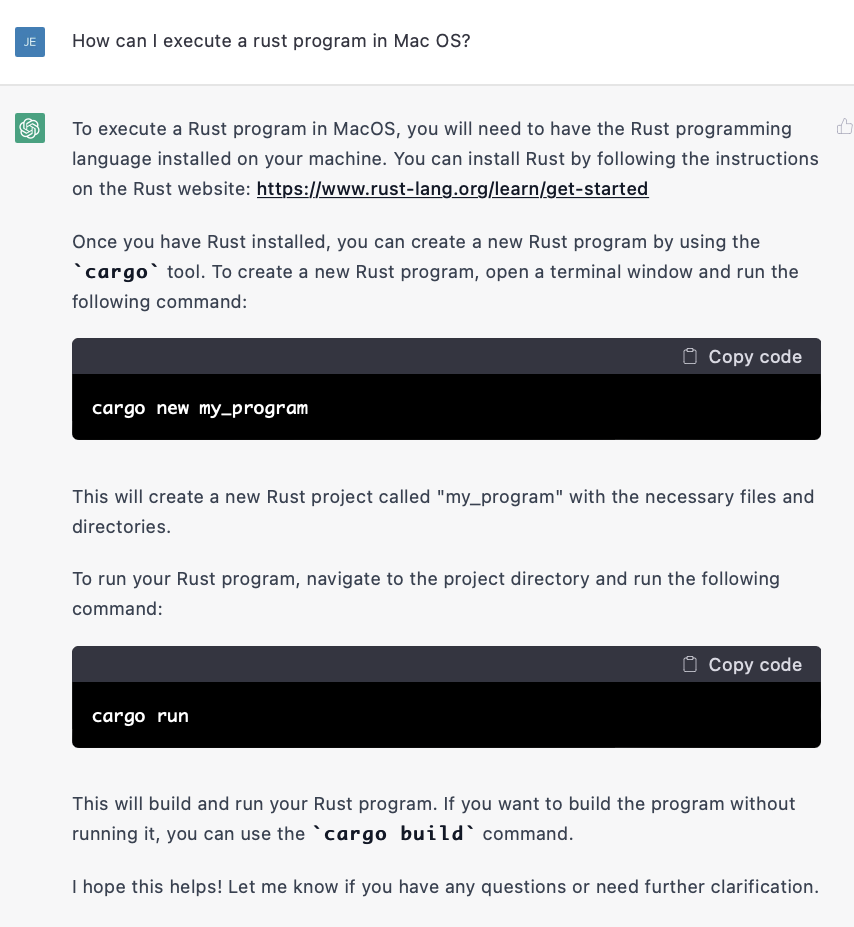 JE
How can I execute a rust program in Mac OS?
To execute a Rust program in MacOS, you will need to have the Rust programming
language installed on your machine. You can install Rust by following the instructions
on the Rust website: https://www.rust-lang.org/learn/get-started
Once you have Rust installed, you can create a new Rust program by using the
`cargo` tool. To create a new Rust program, open a terminal window and run the
following command:
Copy code
cargo new my_program
This will create a new Rust project called "my_program" with the necessary files and
directories.
To run your Rust program, navigate to the project directory and run the following
command:
Copy code
cargo run
This will build and run your Rust program. If you want to build the program without
running it, you can use the `cargo build` command.
I hope this helps! Let me know if you have any questions or need further clarification.